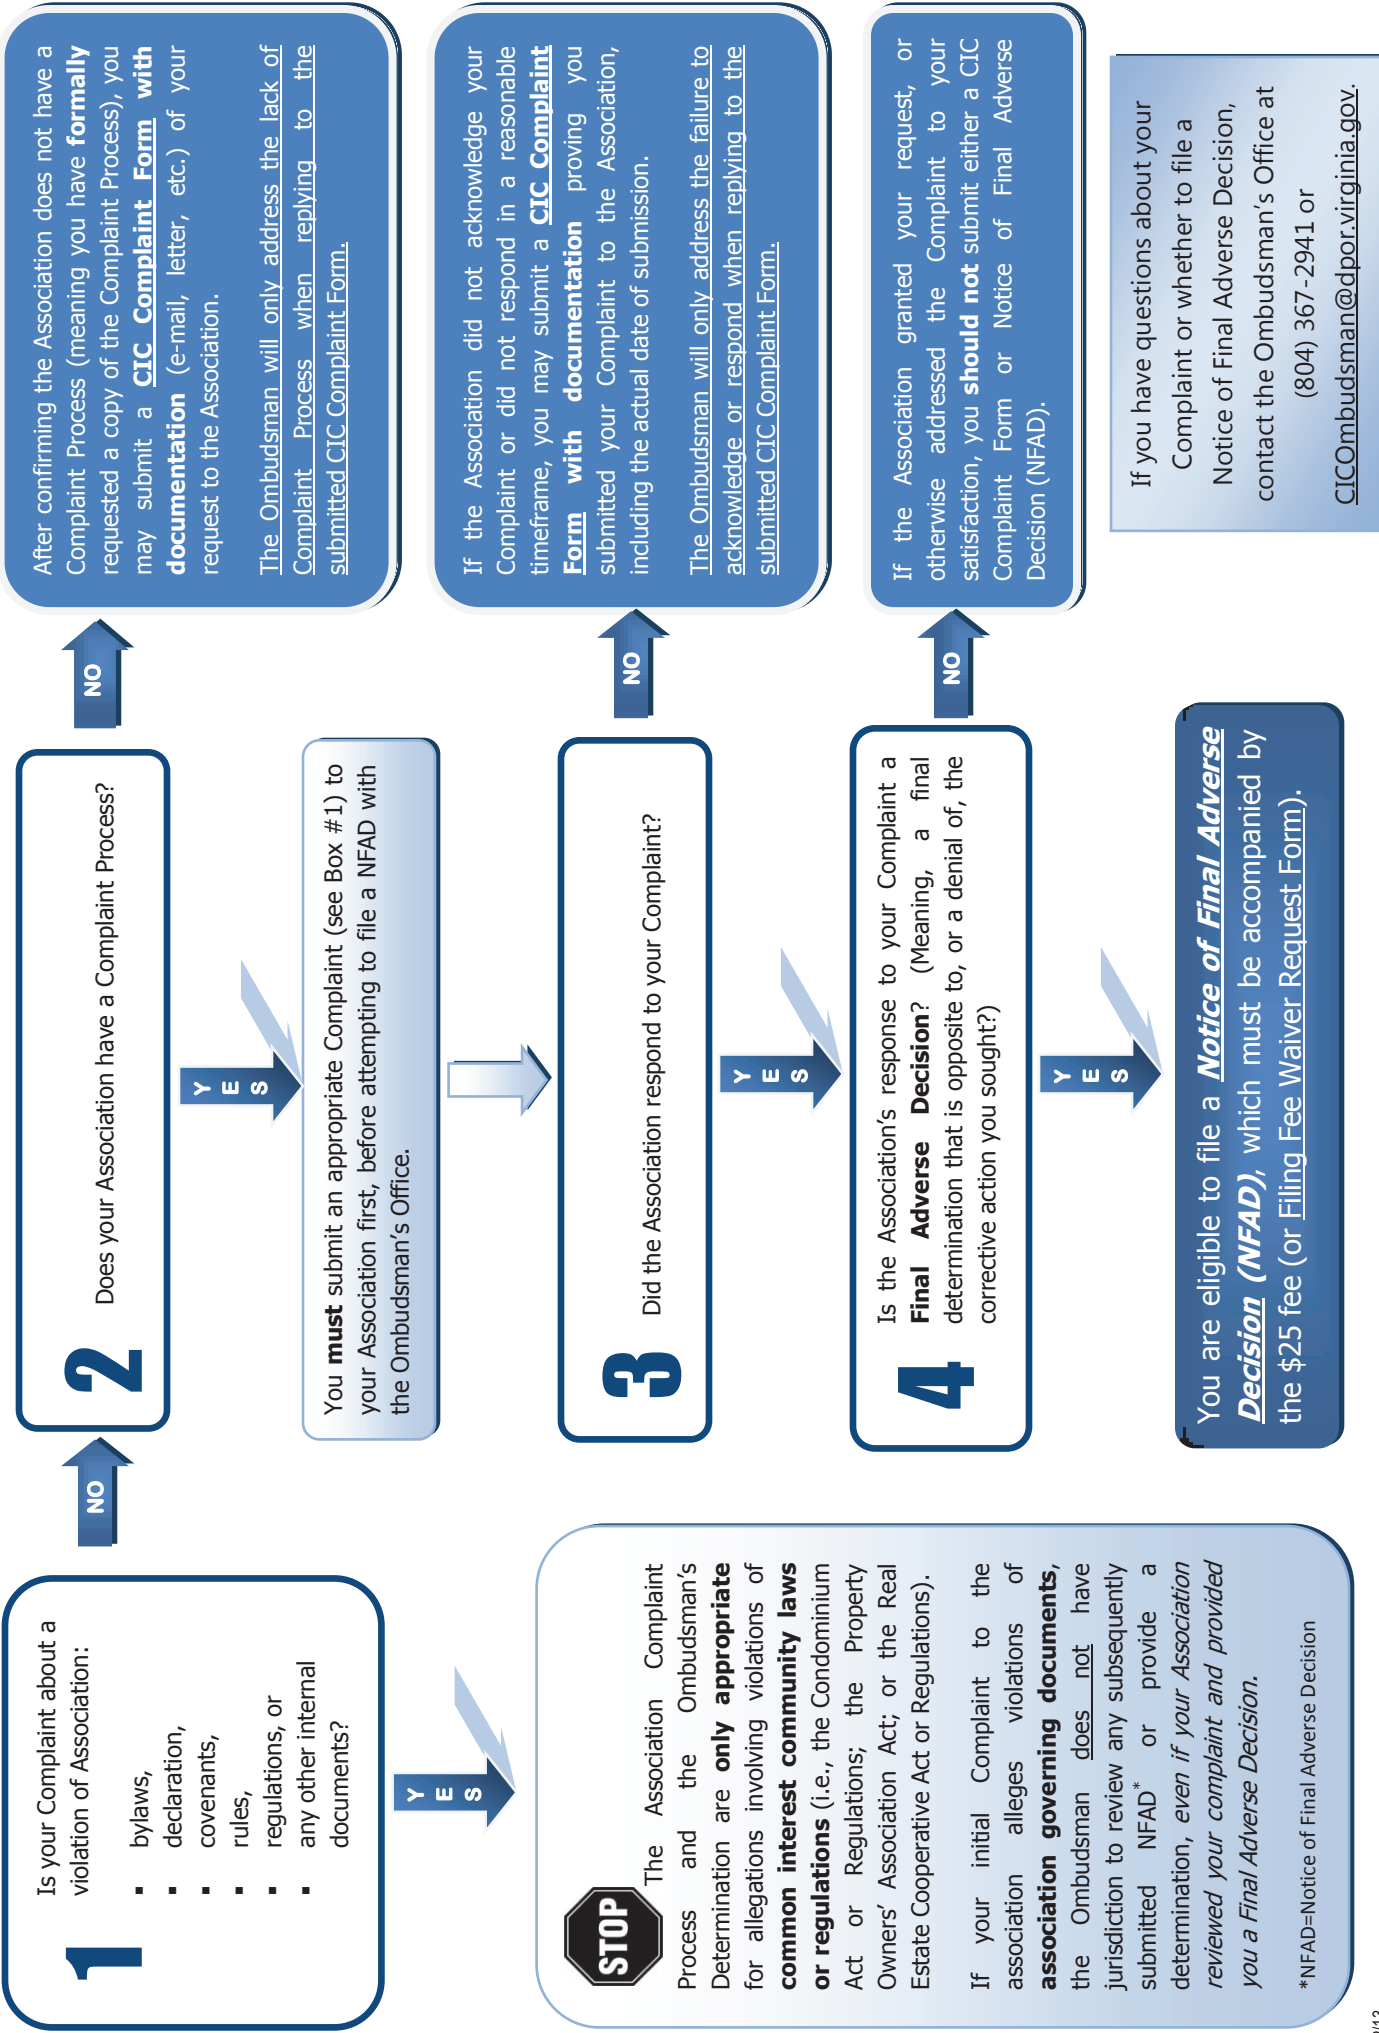 1
Is your Complaint about a
violation of Association:
▪ bylaws,
▪ declaration,
▪ covenants,
▪ rules,
▪ regulations, or
▪ any other internal
documents?
NO
YES
STOP
The Association Complaint
Process and the Ombudsman's
Determination are only appropriate
for allegations involving violations of
common interest community laws
or regulations (i.e., the Condominium
Act or Regulations; the Property
Owners' Association Act; or the Real
Estate Cooperative Act or Regulations).
If your initial Complaint to the
association alleges violations of
association governing documents,
the Ombudsman does not have
jurisdiction to review any subsequently
submitted NFAD* or provide a
determination, even if your Association
reviewed your complaint and provided
you a Final Adverse Decision.
*NFAD=Notice of Final Adverse Decision
2
Does your Association have a Complaint Process?
NO
After confirming the Association does not have a
Complaint Process (meaning you have formally
requested a copy of the Complaint Process), you
may submit a CIC Complaint Form with
documentation (e-mail, letter, etc.) of your
request to the Association.
The Ombudsman will only address the lack of
Complaint Process when replying to the
submitted CIC Complaint Form.
YES
You must submit an appropriate Complaint (see Box #1) to
your Association first, before attempting to file a NFAD with
the Ombudsman's Office.
3
Did the Association respond to your Complaint?
NO
If the Association did not acknowledge your
Complaint or did not respond in a reasonable
timeframe, you may submit a CIC Complaint
Form with documentation proving you
submitted your Complaint to the Association,
including the actual date of submission.
The Ombudsman will only address the failure to
acknowledge or respond when replying to the
submitted CIC Complaint Form.
YES
4
Is the Association's response to your Complaint a
Final Adverse Decision? (Meaning, a final
determination that is opposite to, or a denial of, the
corrective action you sought?)
NO
If the Association granted your request, or
otherwise addressed the Complaint to your
satisfaction, you should not submit either a CIC
Complaint Form or Notice of Final Adverse
Decision (NFAD).
YES
You are eligible to file a Notice of Final Adverse
Decision (NFAD), which must be accompanied by
the $25 fee (or Filing Fee Waiver Request Form).
If you have questions about your
Complaint or whether to file a
Notice of Final Adverse Decision,
contact the Ombudsman's Office at
(804) 367-2941 or
CICOmbudsman@dpor.virginia.gov.